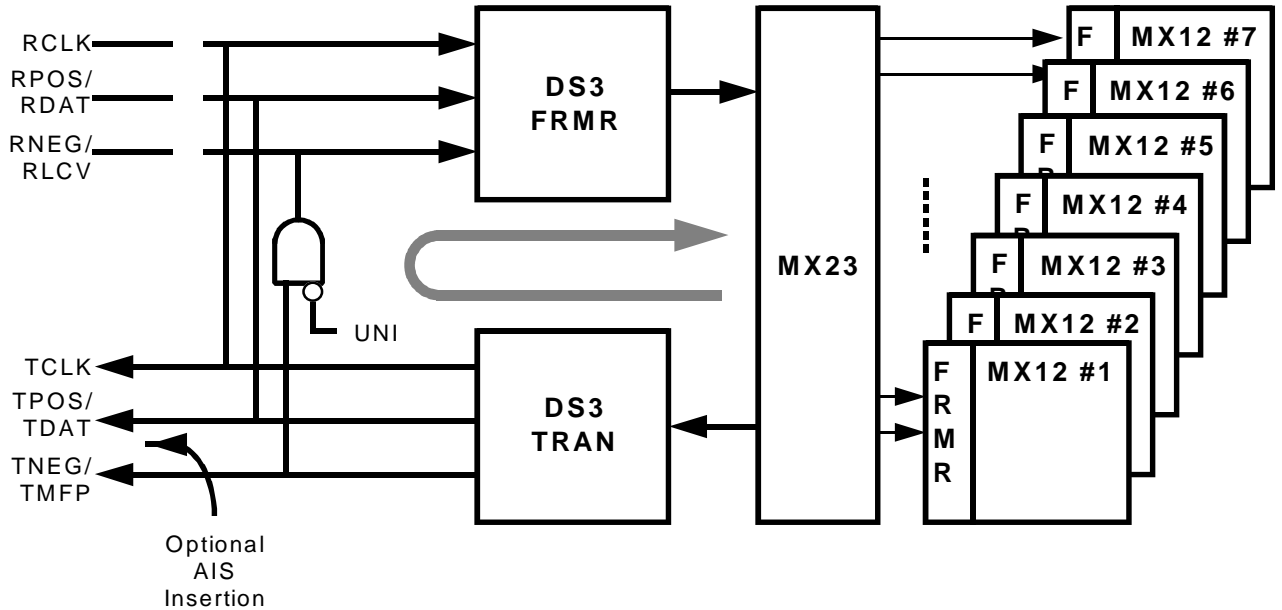 RCLK
RPOS/
RDAT
RNEG/
RLCV
DS3
FRMR
UNI
TCLK
TPOS/
TDAT
TNEG/
TMFP
DS3
TRAN
Optional
AIS
Insertion
MX23
F
MX12 #7
F
MX12 #6
F
MX12 #5
F
MX12 #4
F
MX12 #3
F
MX12 #2
F
R
M
R
MX12 #1